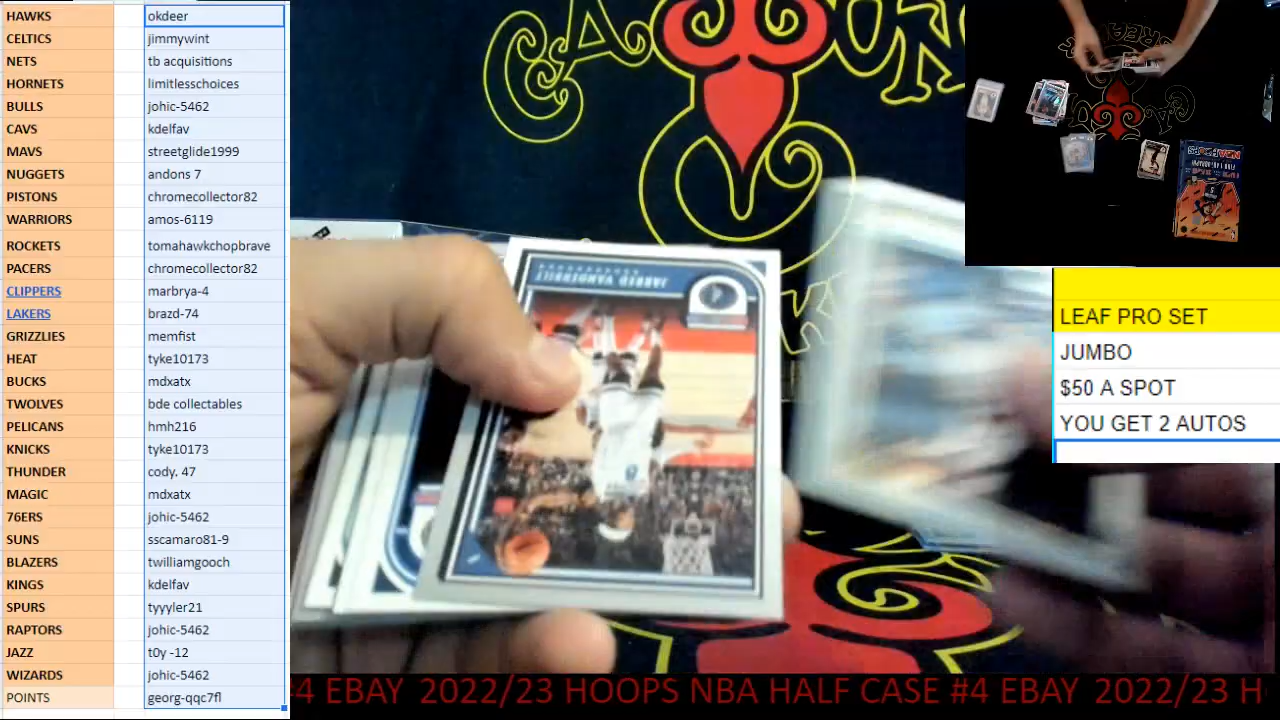 HAWKS okdeer
CELTICS jimmywint
NETS tb acquisitions
HORNETS limitlesschoices
BULLS johic-5462
CAVS kdelfav
MAVS streetglide1999
NUGGETS andons 7
PISTONS chromecollector82
WARRIORS amos-6119
ROCKETS tomahawkchopbrave
PACERS chromecollector82
CLIPPERS marbrya-4
LAKERS brazd-74
GRIZZLIES memfist
HEAT tyke10173
BUCKS mdxatx
TWOLVES bde collectables
PELICANS hmh216
KNICKS tyke10173
THUNDER cody. 47
MAGIC mdxatx
76ERS johic-5462
SUNS sscamaro81-9
BLAZERS twilliamgooch
KINGS kdelfav
SPURS tyyyler21
RAPTORS johic-5462
JAZZ t0y -12
WIZARDS johic-5462
POINTS georg-qqc7fl
JARRED VANDERBILT
LEAF PRO SET
JUMBO
$50 A SPOT
YOU GET 2 AUTOS
#4 EBAY 2022/23 HOOPS NBA HALF CASE #4 EBAY 2022/23 H